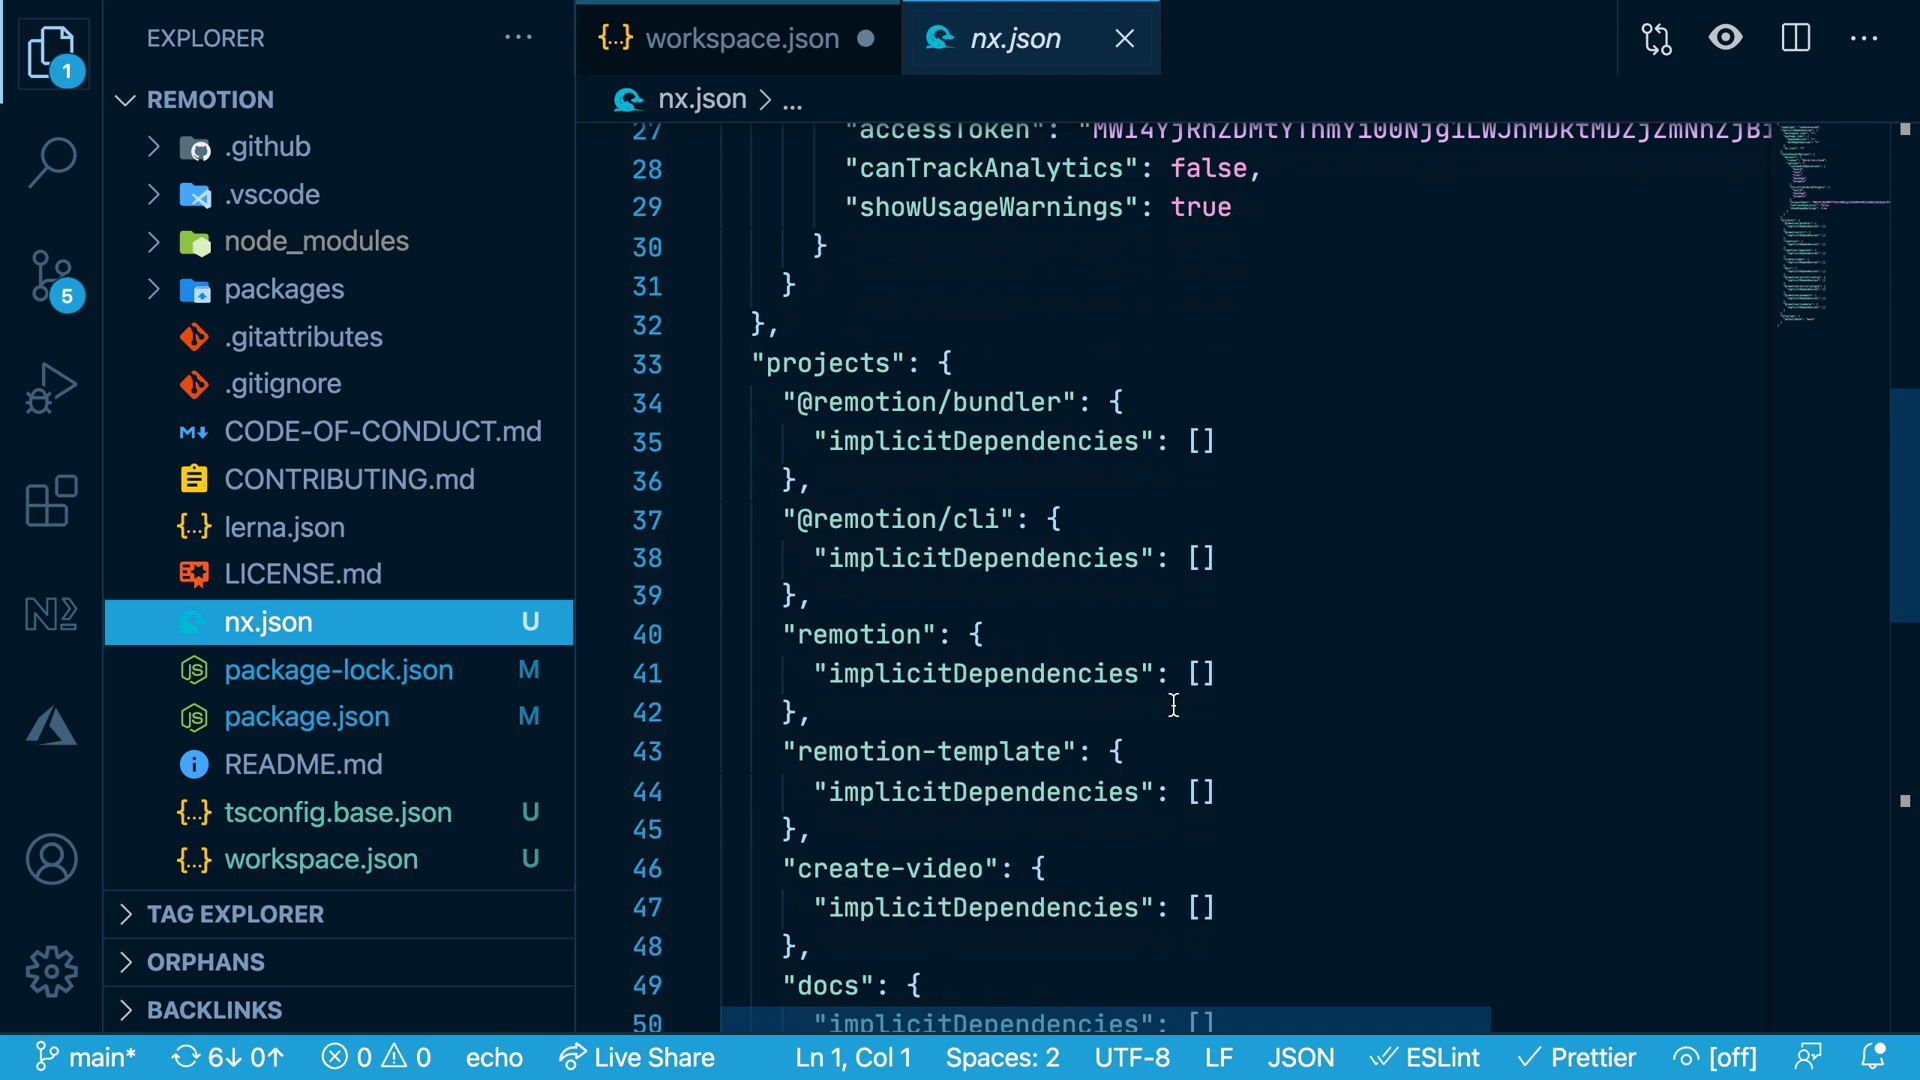 EXPLORER
1
REMOTION
.github
.vscode
node_modules
packages
5
.gitattributes
.gitignore
CODE-OF-CONDUCT.md
CONTRIBUTING.md
lerna.json
LICENSE.md
nx.json U
package-lock.json M
package.json M
README.md
tsconfig.base.json U
workspace.json U
TAG EXPLORER
ORPHANS
BACKLINKS
{..} workspace.json
nx.json
nx.json > ...
27 "accessToken":
28 "canTrackAnalytics": false,
29 "showUsageWarnings": true
30 }
31 }
32 },
33 "projects": {
34 "@remotion/bundler": {
35 "implicitDependencies": []
36 },
37 "@remotion/cli": {
38 "implicitDependencies": []
39 },
40 "remotion": {
41 "implicitDependencies": []
42 },
43 "remotion-template": {
44 "implicitDependencies": []
45 },
46 "create-video": {
47 "implicitDependencies": []
48 },
49 "docs": {
50 "implicitDependencies": []
main* 6↓ 0↑ 0 0 echo Live Share Ln 1, Col 1 Spaces: 2 UTF-8 LF JSON ESLint Prettier [off]